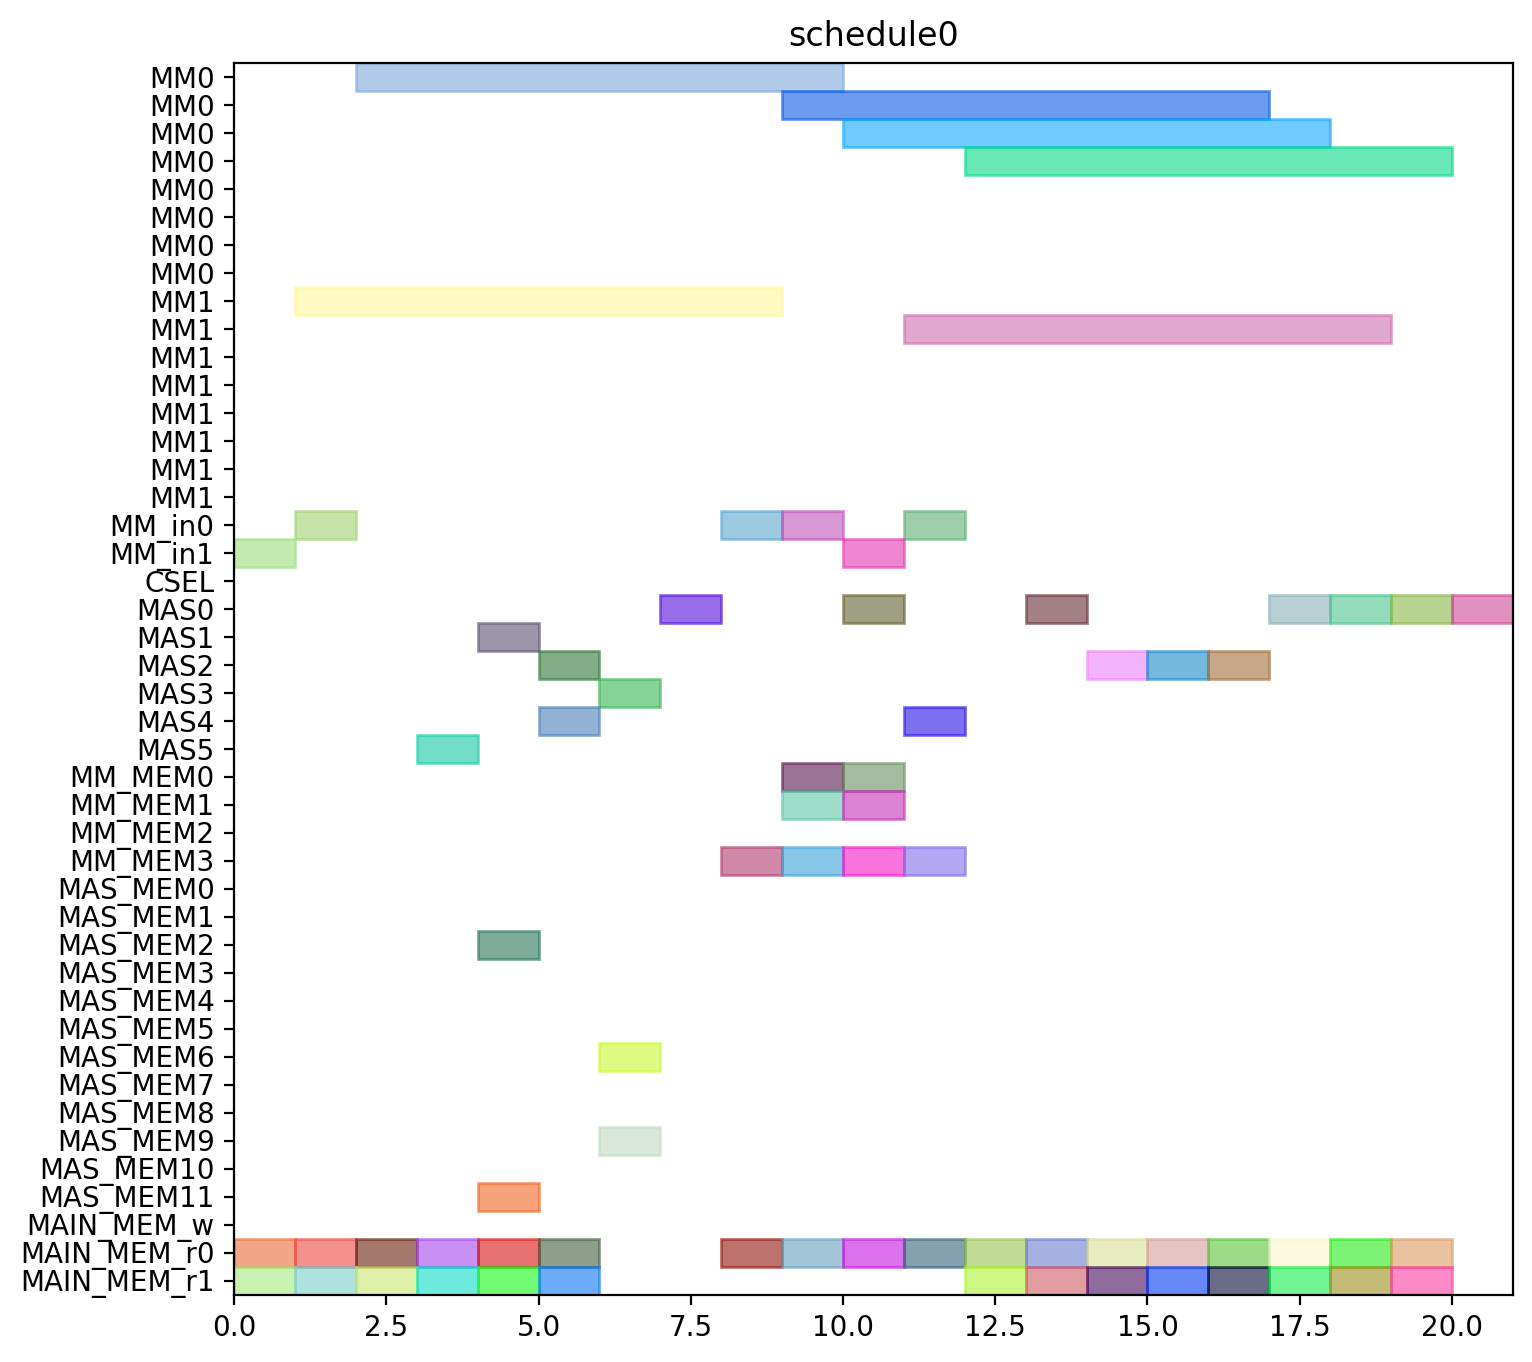 schedule0
MM0
MM0
MM0
MM0
MM0
MM0
MM0
MM0
MM1
MM1
MM1
MM1
MM1
MM1
MM1
MM1
MM_in0
MM_in1
CSEL
MAS0
MAS1
MAS2
MAS3
MAS4
MAS5
MM_MEM0
MM_MEM1
MM_MEM2
MM_MEM3
MAS_MEM0
MAS_MEM1
MAS_MEM2
MAS_MEM3
MAS_MEM4
MAS_MEM5
MAS_MEM6
MAS_MEM7
MAS_MEM8
MAS_MEM9
MAS_MEM10
MAS_MEM11
MAIN_MEM_w
MAIN_MEM_r0
MAIN_MEM_r1
0.0 2.5 5.0 7.5 10.0 12.5 15.0 17.5 20.0